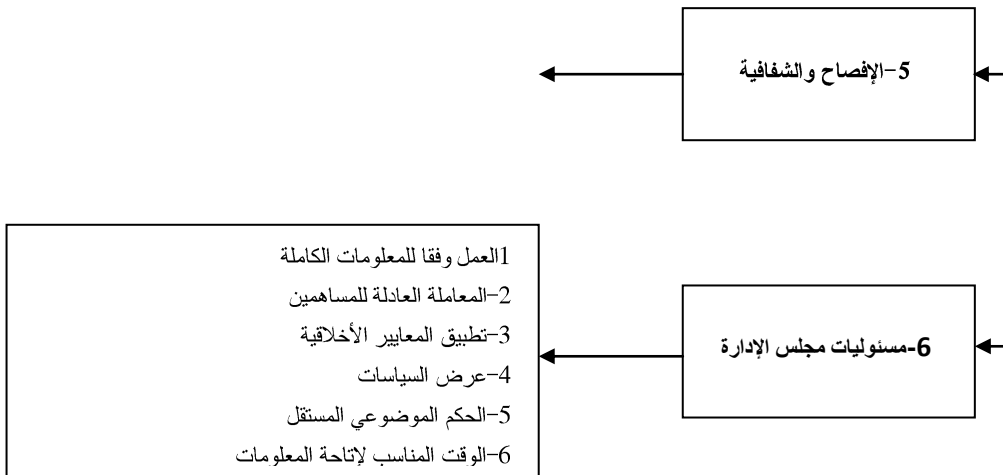 5-الإفصاح والشفافية
1العمل وفقا للمعلومات الكاملة
2-المعاملة العادلة للمساهمين
3-تطبيق المعايير الأخلاقية
4-عرض السياسات
5-الحكم الموضوعي المستقل
6-الوقت المناسب لإتاحة المعلومات
6-مسئوليات مجلس الإدارة